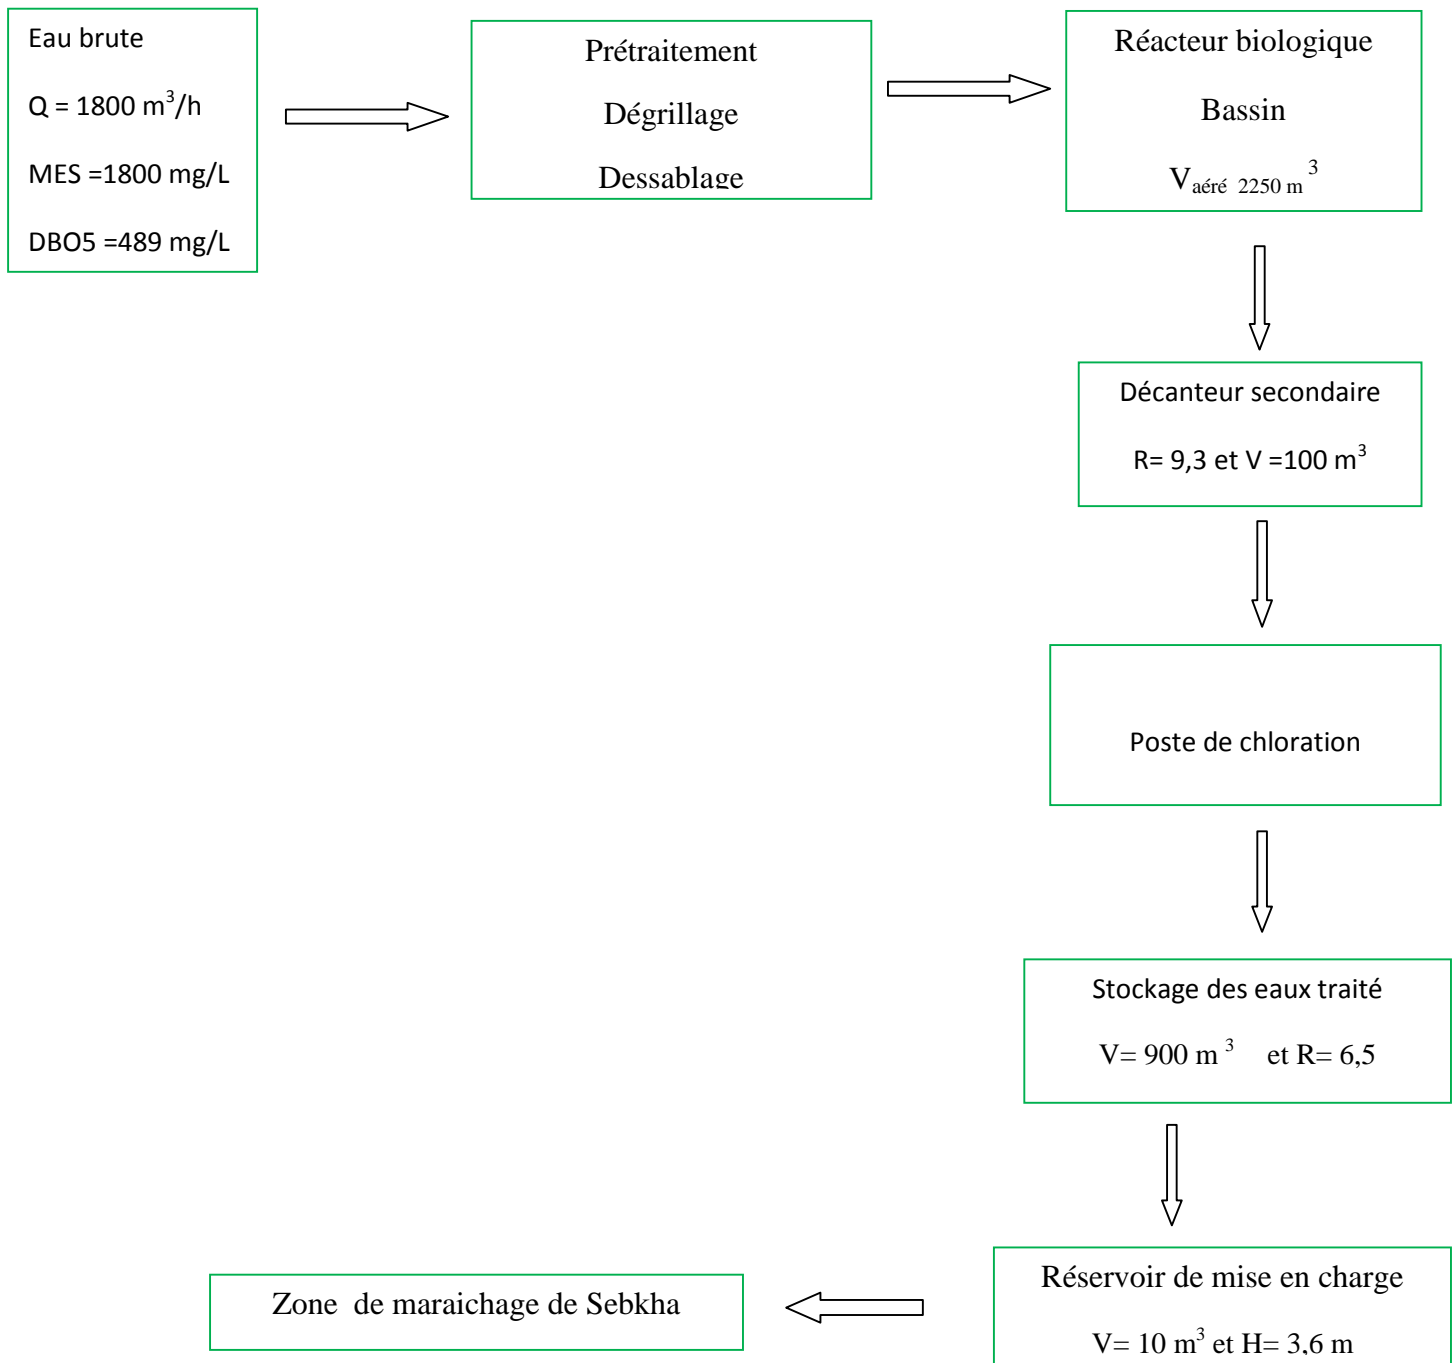 Eau brute
Q = 1800 m³/h
MES =1800 mg/L
DBO5 =489 mg/L
Prétraitement
Dégrillage
Dessablage
Réacteur biologique
Bassin
Vaéré 2250 m ³
Décanteur secondaire
R= 9,3 et V =100 m³
Poste de chloration
Stockage des eaux traité
V= 900 m ³ et R= 6,5
Réservoir de mise en charge
V= 10 m³ et H= 3,6 m
Zone de maraichage de Sebkha